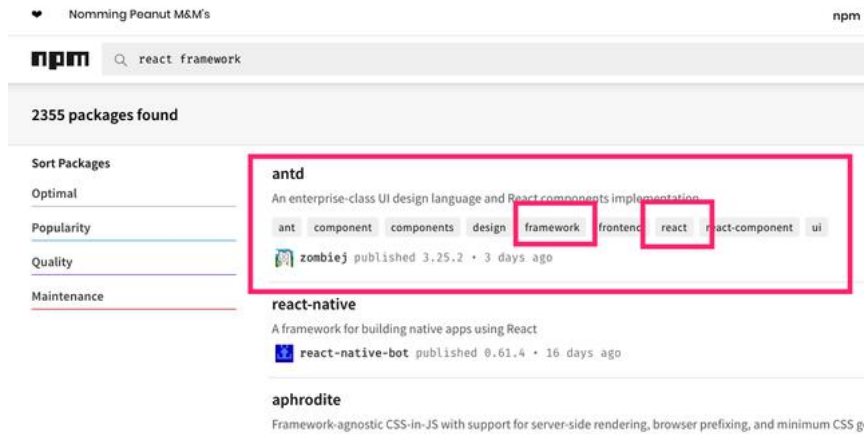 ❤ Nomming Peanut M&M's npm
npm react framework
2355 packages found
Sort Packages
Optimal
Popularity
Quality
Maintenance
antd
An enterprise-class UI design language and React components implementation
ant component components design framework frontend react react-component ui
zombiej published 3.25.2 • 3 days ago
react-native
A framework for building native apps using React
react-native-bot published 0.61.4 • 16 days ago
aphrodite
Framework-agnostic CSS-in-JS with support for server-side rendering, browser prefixing, and minimum CSS g